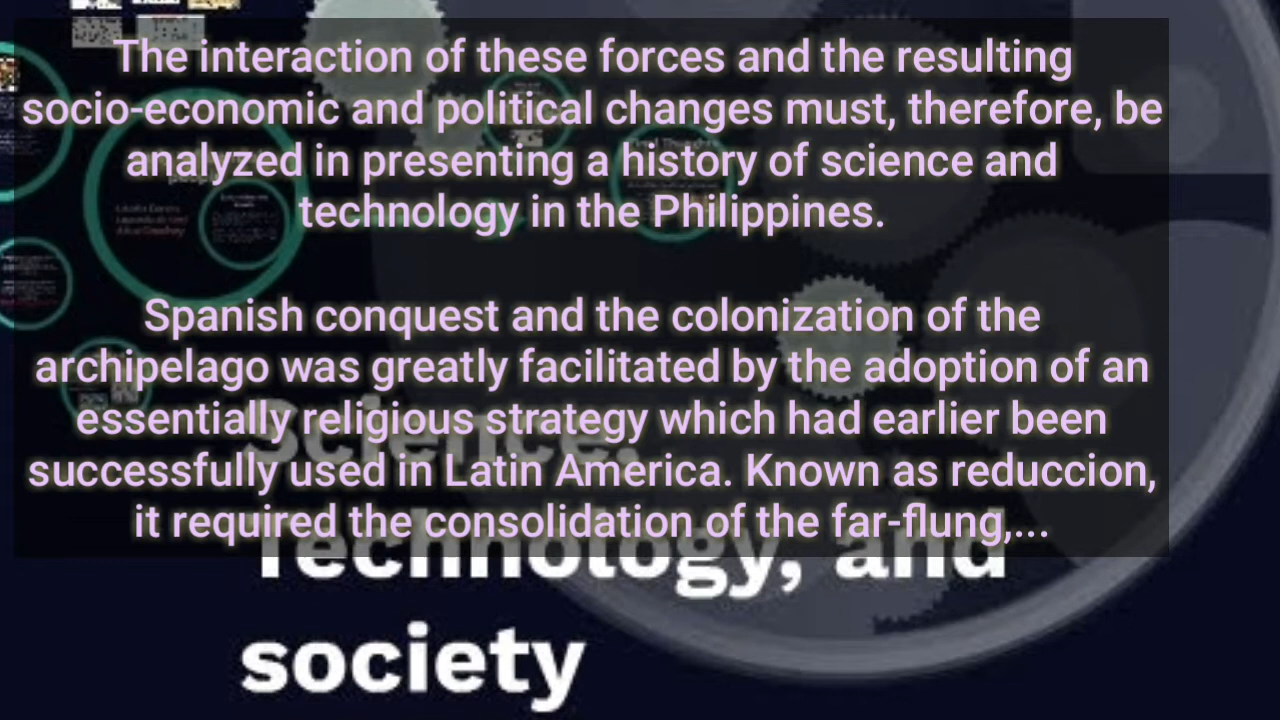 The interaction of these forces and the resulting
socio-economic and political changes must, therefore, be
analyzed in presenting a history of science and
technology in the Philippines.
Spanish conquest and the colonization of the
archipelago was greatly facilitated by the adoption of an
essentially religious strategy which had earlier been
successfully used in Latin America. Known as reduccion,
it required the consolidation of the far-flung,...
Science,
Technology, and
society